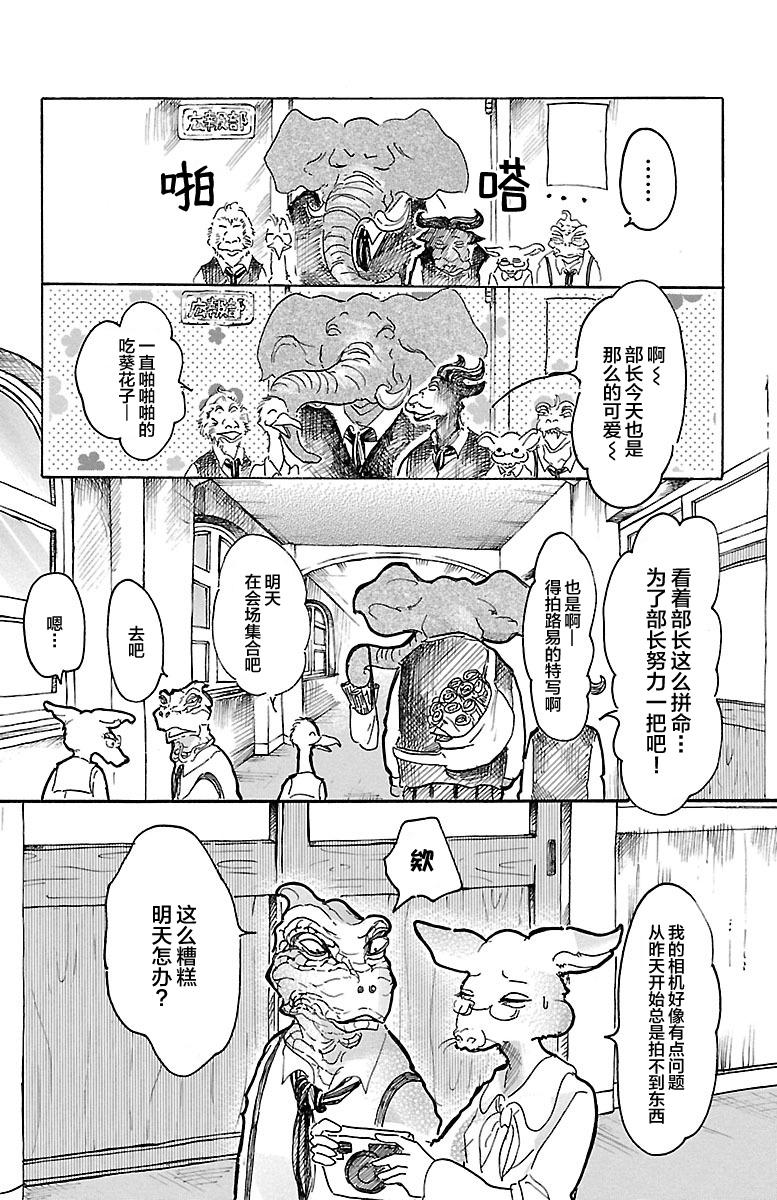 広報部
啪
嗒…
……
広報部
啊～
部长今天也是
那么的可爱～
一直啪啪啪的
吃葵花子—
看着部长这么拼命…
为了部长努力一把吧！
也是啊—
得拍路易的特写啊
明天
在会场集合吧
去吧
嗯…
我的相机好像有点问题
从昨天开始总是拍不到东西
欸
这么糟糕
明天怎办？